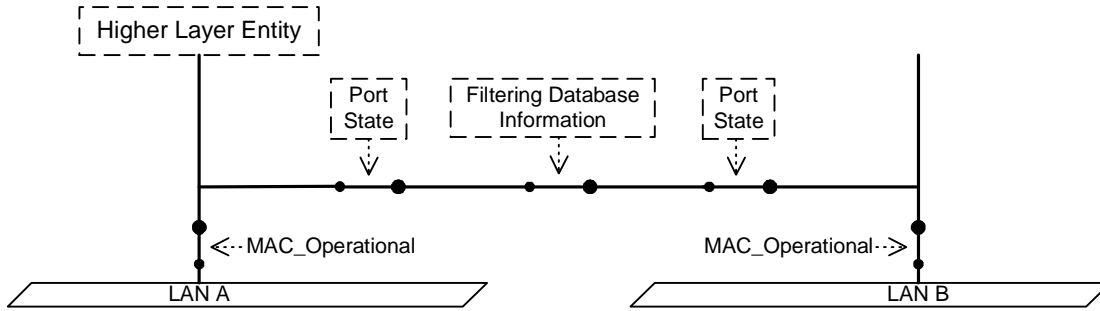 Higher Layer Entity
Port
State
Filtering Database
Information
Port
State
MAC_Operational
MAC_Operational
LAN A
LAN B